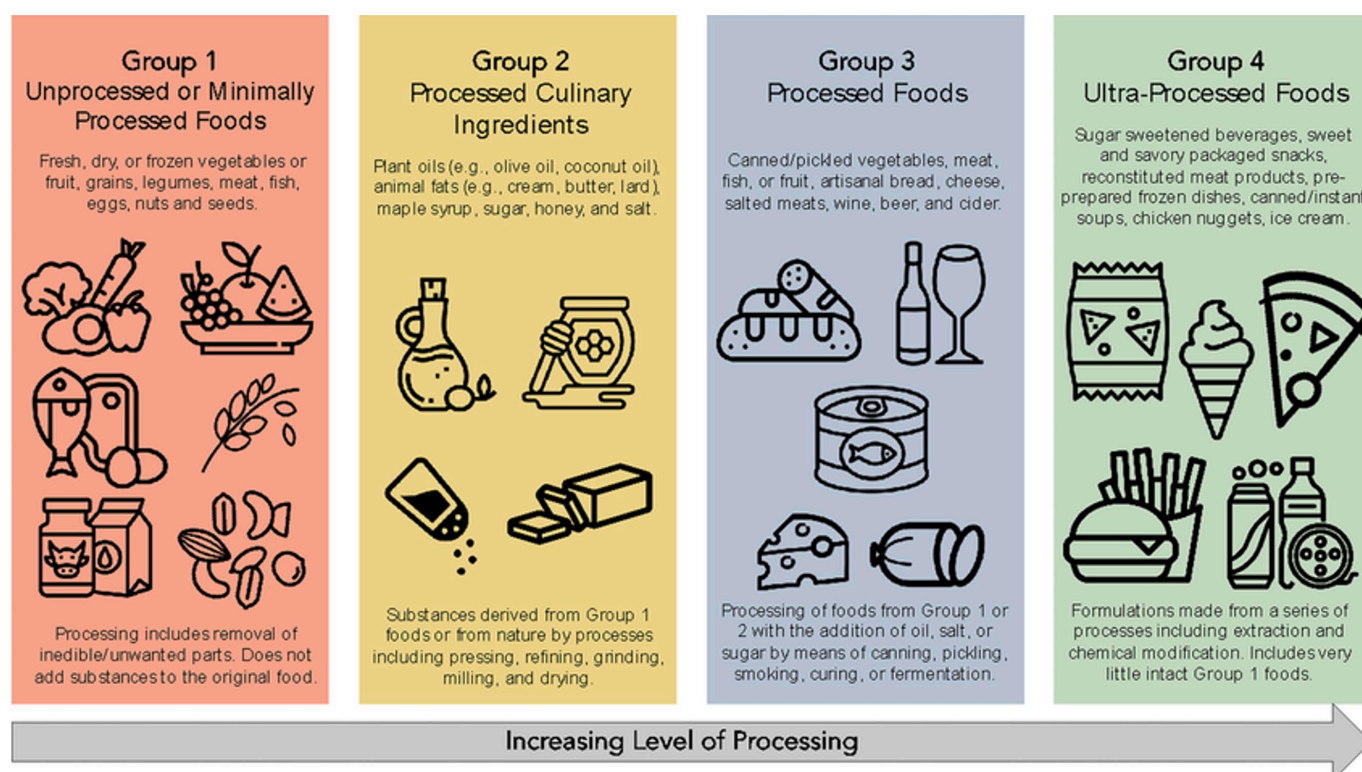 Group 1
Unprocessed or Minimally
Processed Foods
Fresh, dry, or frozen vegetables or
fruit, grains, legumes, meat, fish,
eggs, nuts and seeds.
Processing includes removal of
inedible/unwanted parts. Does not
add substances to the original food.
Group 2
Processed Culinary
Ingredients
Plant oils (e.g., olive oil, coconut oil),
animal fats (e.g., cream, butter, lard),
maple syrup, sugar, honey, and salt.
Substances derived from Group 1
foods or from nature by processes
including pressing, refining, grinding,
milling, and drying.
Group 3
Processed Foods
Canned/pickled vegetables, meat,
fish, or fruit, artisanal bread, cheese,
salted meats, wine, beer, and cider.
Processing of foods from Group 1 or
2 with the addition of oil, salt, or
sugar by means of canning, pickling,
smoking, curing, or fermentation.
Group 4
Ultra-Processed Foods
Sugar sweetened beverages, sweet
and savory packaged snacks,
reconstituted meat products, pre-
prepared frozen dishes, canned/instant
soups, chicken nuggets, ice cream.
Formulations made from a series of
processes including extraction and
chemical modification. Includes very
little intact Group 1 foods.
Increasing Level of Processing